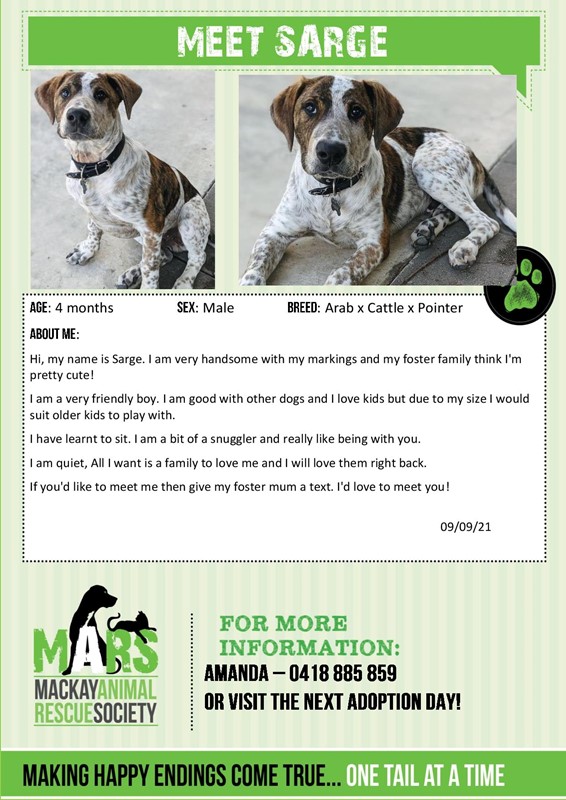 MEET SARGE
AGE: 4 months SEX: Male BREED: Arab x Cattle x Pointer
ABOUT ME:
Hi, my name is Sarge. I am very handsome with my markings and my foster family think I'm
pretty cute!
I am a very friendly boy. I am good with other dogs and I love kids but due to my size I would
suit older kids to play with.
I have learnt to sit. I am a bit of a snuggler and really like being with you.
I am quiet, All I want is a family to love me and I will love them right back.
If you'd like to meet me then give my foster mum a text. I'd love to meet you!
09/09/21
MARS
MACKAYANIMAL
RESCUESOCIETY
FOR MORE
INFORMATION:
AMANDA – 0418 885 859
OR VISIT THE NEXT ADOPTION DAY!
MAKING HAPPY ENDINGS COME TRUE... ONE TAIL AT A TIME